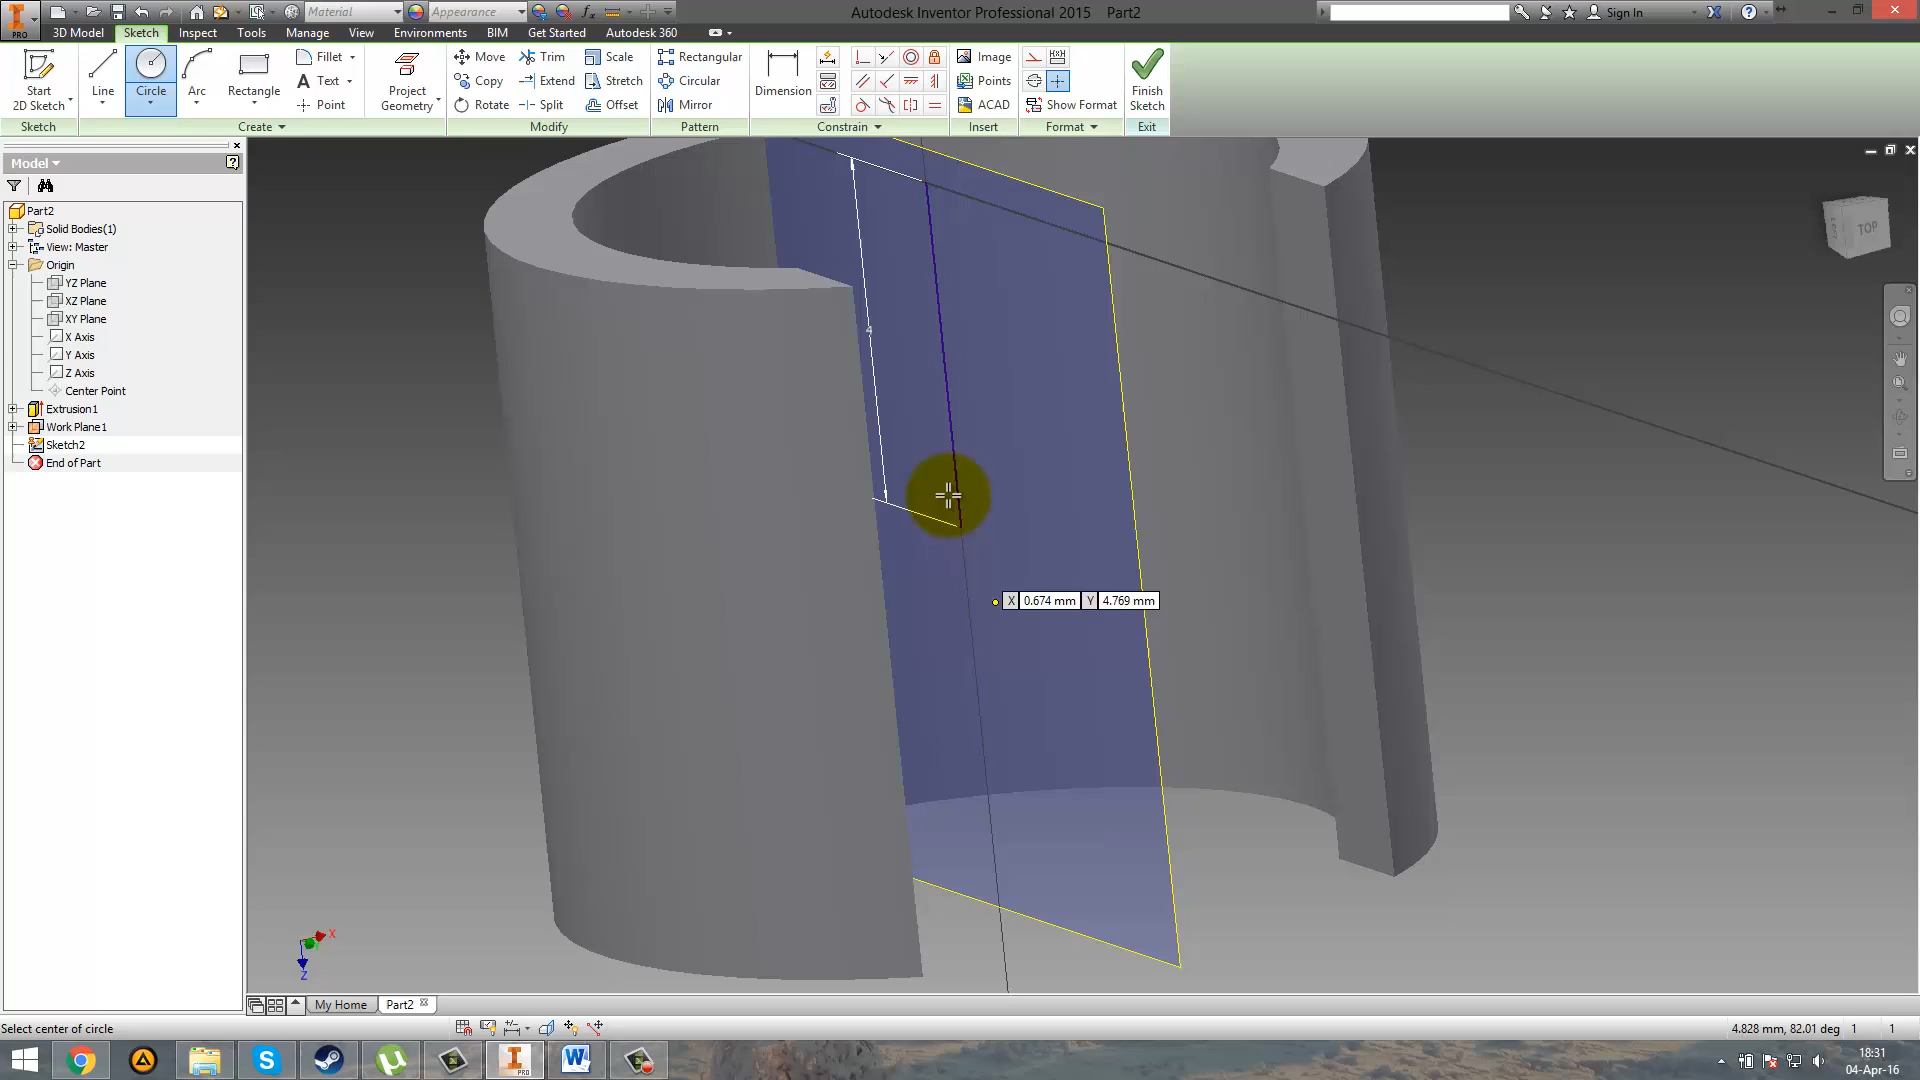 Autodesk Inventor Professional 2015 Part2
Material
Appearance
Sign In
PRO
3D Model Sketch Inspect Tools Manage View Environments BIM Get Started Autodesk 360
Start
2D Sketch
Line
Circle
Arc
Rectangle
Fillet
Text
Point
Project
Geometry
Move
Copy
Rotate
Trim
Extend
Split
Scale
Stretch
Offset
Rectangular
Circular
Mirror
Dimension
Image
Points
ACAD
Show Format
Finish
Sketch
Sketch Create Modify Pattern Constrain Insert Format Exit
Model
Part2
Solid Bodies(1)
View: Master
Origin
YZ Plane
XZ Plane
XY Plane
X Axis
Y Axis
Z Axis
Center Point
Extrusion1
Work Plane1
Sketch2
End of Part
TOP
4
X 0.674 mm Y 4.769 mm
X
Z
My Home Part2
Select center of circle
4.828 mm, 82.01 deg 1 1
PRO
18:31
04-Apr-16